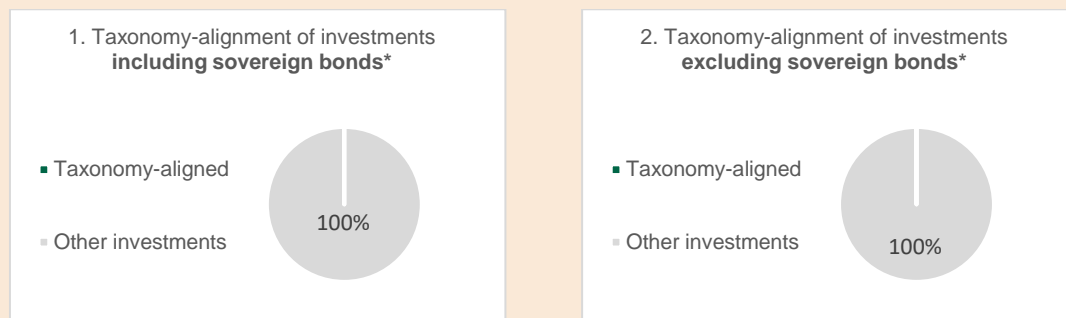 1. Taxonomy-alignment of investments
including sovereign bonds*
Taxonomy-aligned
Other investments
100%
2. Taxonomy-alignment of investments
excluding sovereign bonds*
Taxonomy-aligned
Other investments
100%